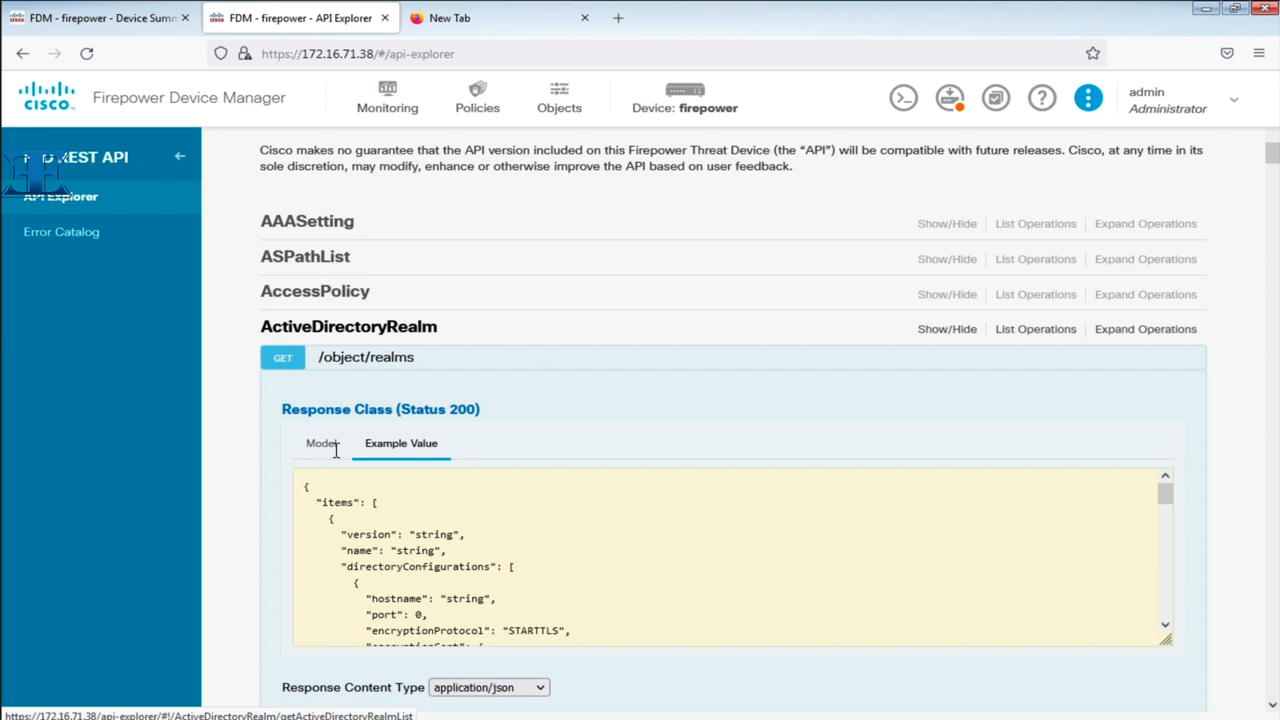 FDM - firepower - Device Summ
FDM - firepower - API Explorer
New Tab
https://172.16.71.38/#/api-explorer
CISCO
Firepower Device Manager
Monitoring
Policies
Objects
Device: firepower
admin
Administrator
REST API
API Explorer
Error Catalog
Cisco makes no guarantee that the API version included on this Firepower Threat Device (the “API”) will be compatible with future releases. Cisco, at any time in its
sole discretion, may modify, enhance or otherwise improve the API based on user feedback.
AAASetting
Show/Hide | List Operations | Expand Operations
ASPathList
Show/Hide | List Operations | Expand Operations
AccessPolicy
Show/Hide | List Operations | Expand Operations
ActiveDirectoryRealm
Show/Hide | List Operations | Expand Operations
GET /object/realms
Response Class (Status 200)
Model Example Value
{
"items": [
{
"version": "string",
"name": "string",
"directoryConfigurations": [
{
"hostname": "string",
"port": 0,
"encryptionProtocol": "STARTTLS",
"encryptionCert": {
Response Content Type application/json
https://172.16.71.38/api-explorer/#!/ActiveDirectoryRealm/getActiveDirectoryRealmList